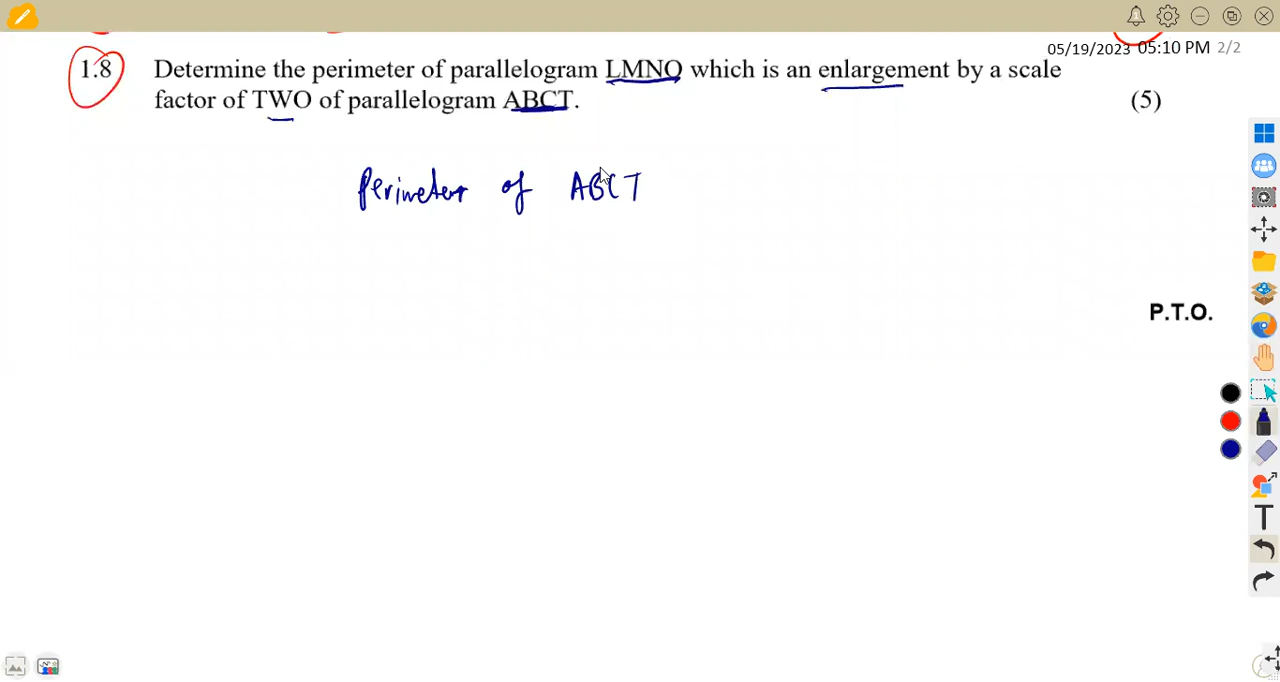 05/19/2023 05:10 PM 2/2
1.8 Determine the perimeter of parallelogram LMNO which is an enlargement by a scale
factor of TWO of parallelogram ABCT. (5)
Perimeter of ABCT
P.T.O.
T